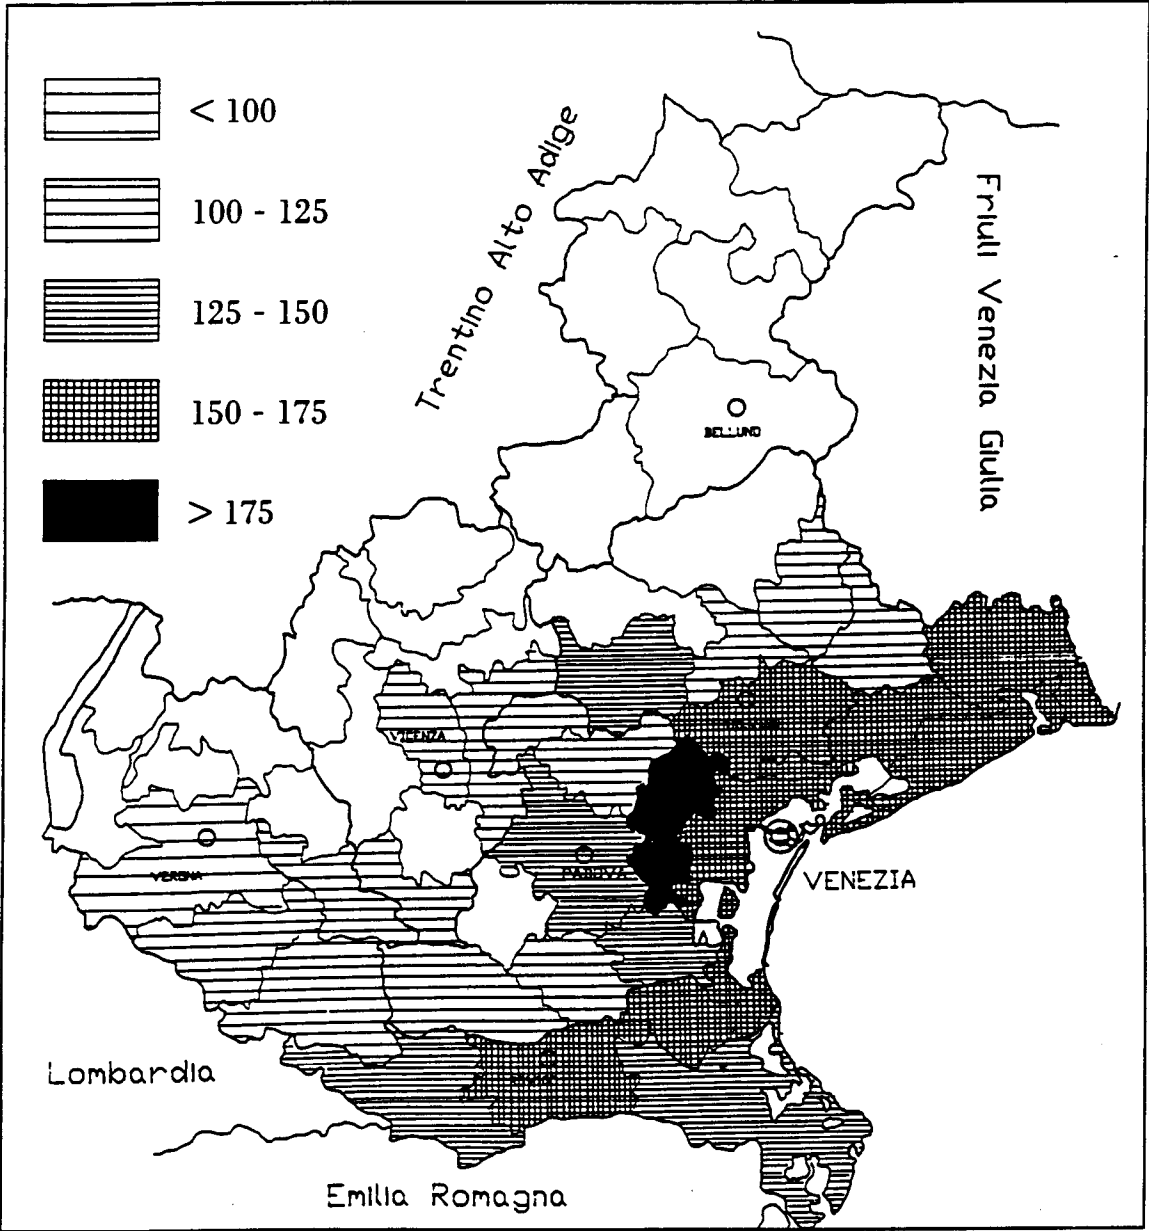 < 100
100 - 125
125 - 150
150 - 175
> 175
Trentino Alto Adige
Friuli Venezia Giulia
BELLUNO
VICENZA
VERONA
PADOVA
VENEZIA
Lombardia
Emilia Romagna